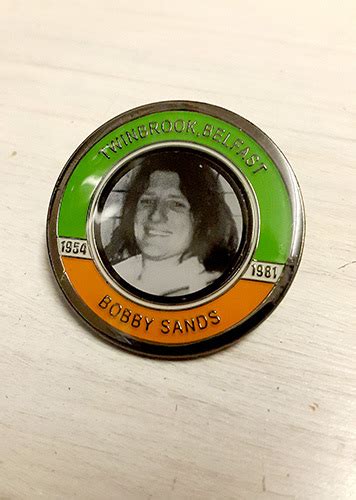 TWINBROOK, BELFAST
1954
1981
BOBBY SANDS